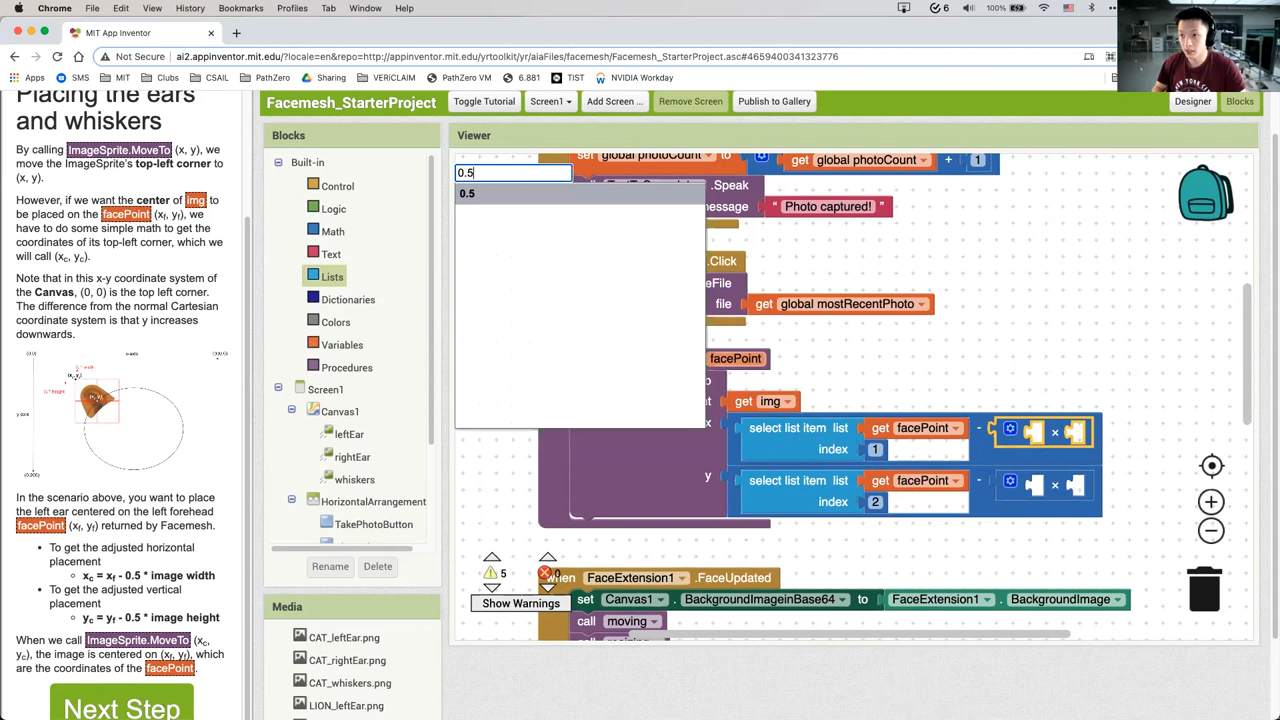 Chrome File Edit View History Bookmarks Profiles Tab Window Help
6 100%
MIT App Inventor
Not Secure ai2.appinventor.mit.edu/?locale=en&repo=http://appinventor.mit.edu/yrtoolkit/yr/aiaFiles/facemesh/Facemesh_StarterProject.asc#4659400341323776
Apps SMS MIT Clubs CSAIL PathZero Sharing VERICLAIM PathZero VM 6.881 TIST NVIDIA Workday
Placing the ears
and whiskers
By calling ImageSprite.MoveTo (x, y), we
move the ImageSprite's top-left corner to
(x, y).
However, if we want the center of img to
be placed on the facePoint (xf, yf), we
have to do some simple math to get the
coordinates of its top-left corner, which we
will call (xc, yc).
Note that in this x-y coordinate system of
the Canvas, (0, 0) is the top left corner.
The difference from the normal Cartesian
coordinate system is that y increases
downwards.
(0,0) x-axis
y-axis
In the scenario above, you want to place
the left ear centered on the left forehead
facePoint (xf, yf) returned by Facemesh.
• To get the adjusted horizontal
placement
xc = xf - 0.5 * image width
• To get the adjusted vertical
placement
yc = yf - 0.5 * image height
When we call ImageSprite.MoveTo (xc,
yc), the image is centered on (xf, yf), which
are the coordinates of the facePoint.
Next Step
Facemesh_StarterProject Toggle Tutorial Screen1 Add Screen ... Remove Screen Publish to Gallery Designer Blocks
Blocks
Built-in
Control
Logic
Math
Text
Lists
Dictionaries
Colors
Variables
Procedures
Screen1
Canvas1
leftEar
rightEar
whiskers
HorizontalArrangement
TakePhotoButton
Rename Delete
Media
CAT_leftEar.png
CAT_rightEar.png
CAT_whiskers.png
LION_leftEar.png
Viewer
set global photoCount to get global photoCount + 1
0.5
0.5
.Speak
message " Photo captured! "
.Click
file get global mostRecentPhoto
facePoint
get img
select list item list get facePoint - ×
index 1
y select list item list get facePoint - ×
index 2
5 0
when FaceExtension1 .FaceUpdated
Show Warnings
set Canvas1 . BackgroundImageinBase64 to FaceExtension1 . BackgroundImage
call moving